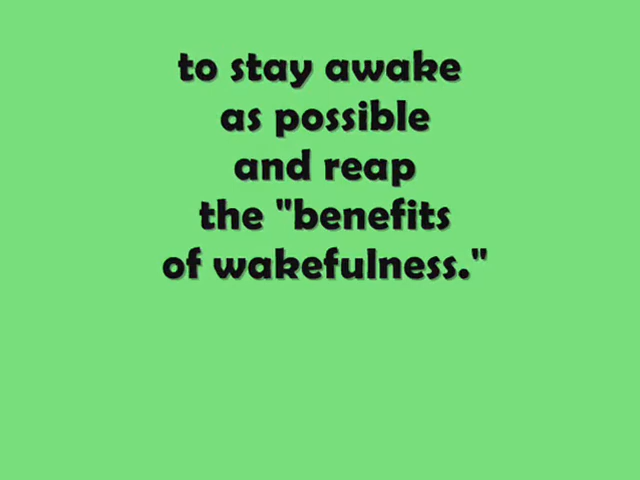 to stay awake
as possible
and reap
the "benefits
of wakefulness."